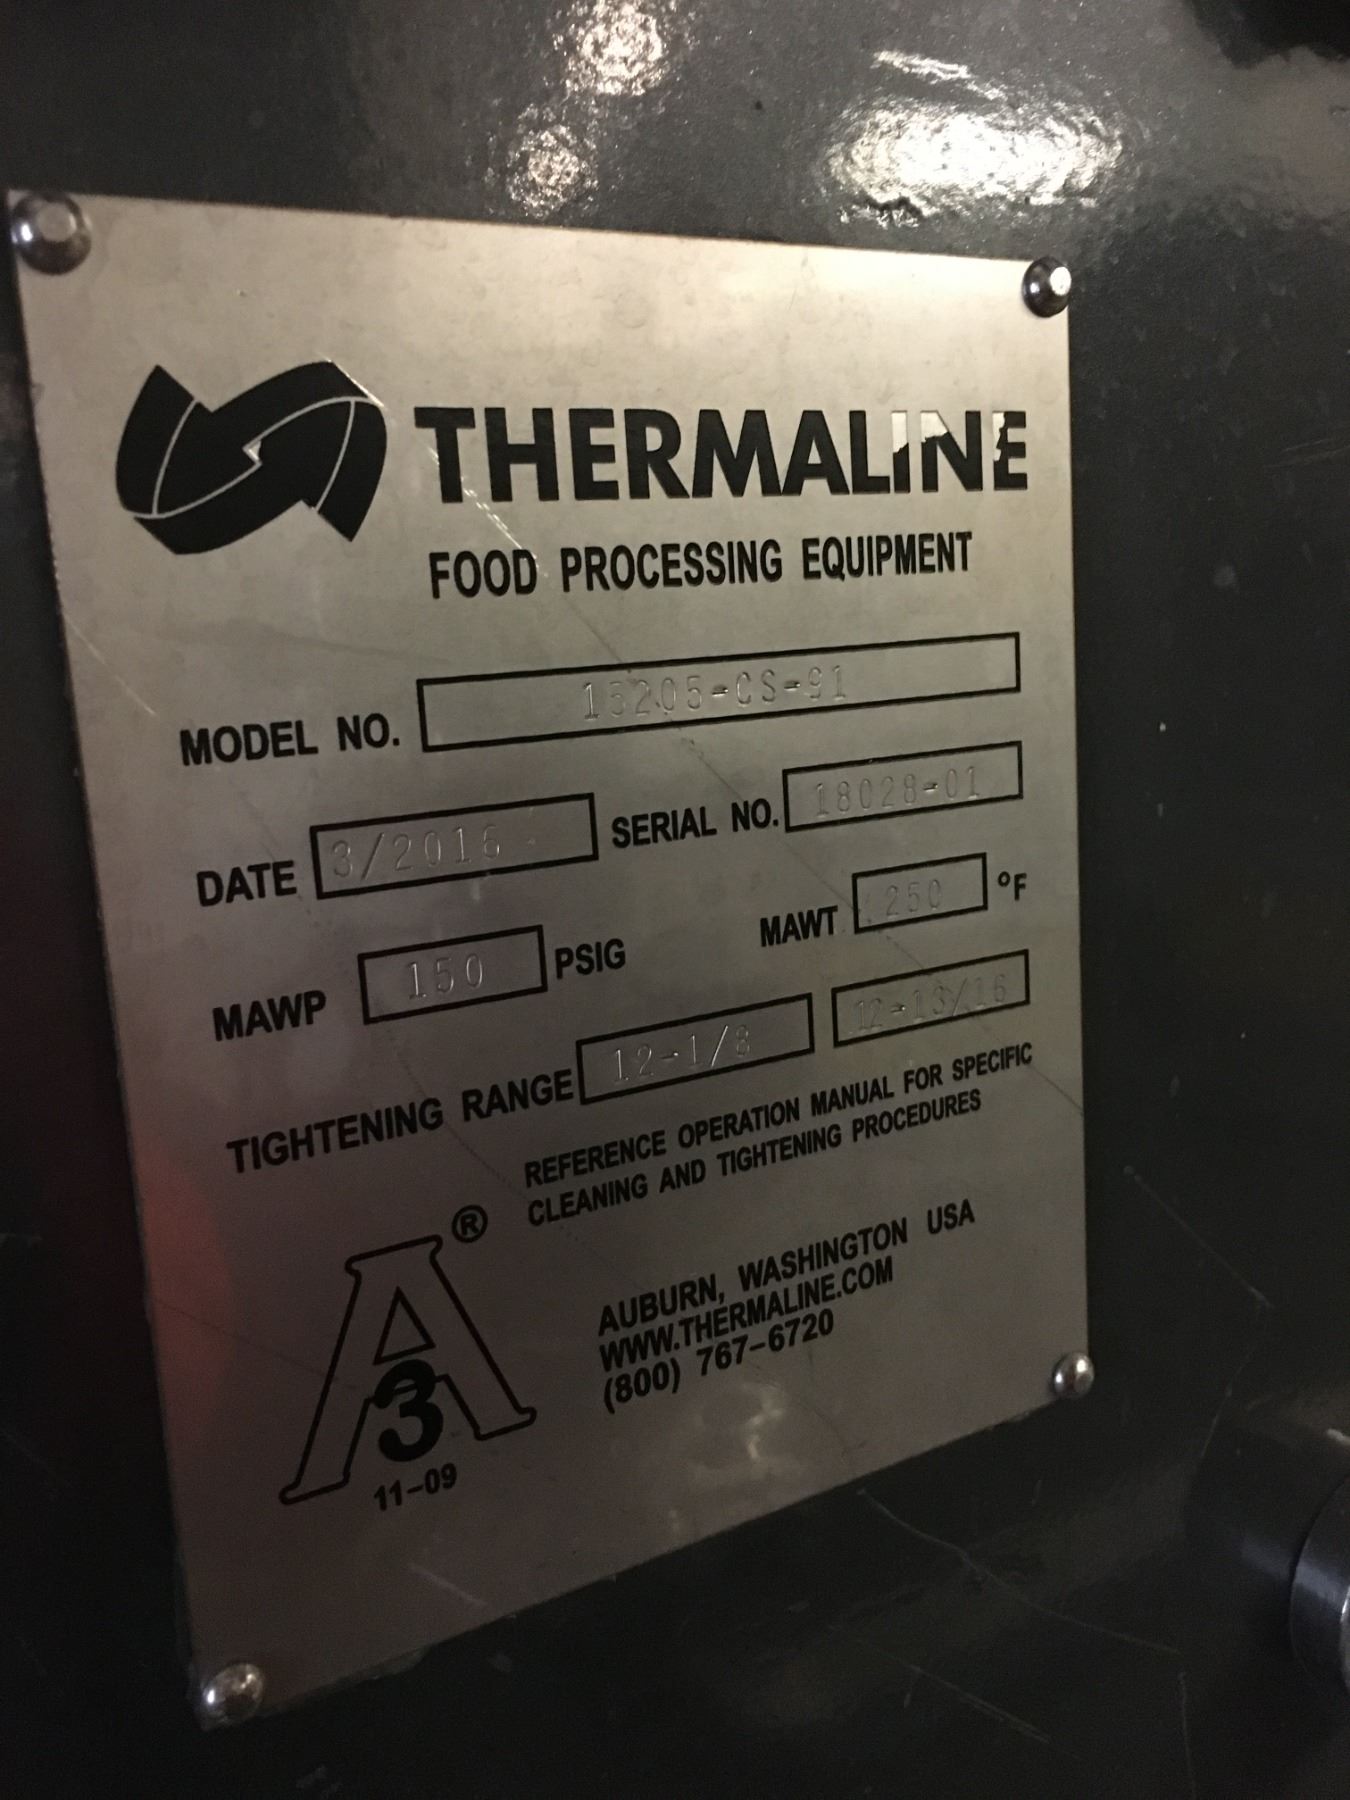 THERMALINE
FOOD PROCESSING EQUIPMENT
MODEL NO. 15205-CS-91
DATE 3/2016 SERIAL NO. 18028-01
MAWP 150 PSIG MAWT 250 °F
TIGHTENING RANGE 12-1/8 12-13/16
REFERENCE OPERATION MANUAL FOR SPECIFIC
CLEANING AND TIGHTENING PROCEDURES
A ®
3
11-09
AUBURN, WASHINGTON USA
WWW.THERMALINE.COM
(800) 767-6720